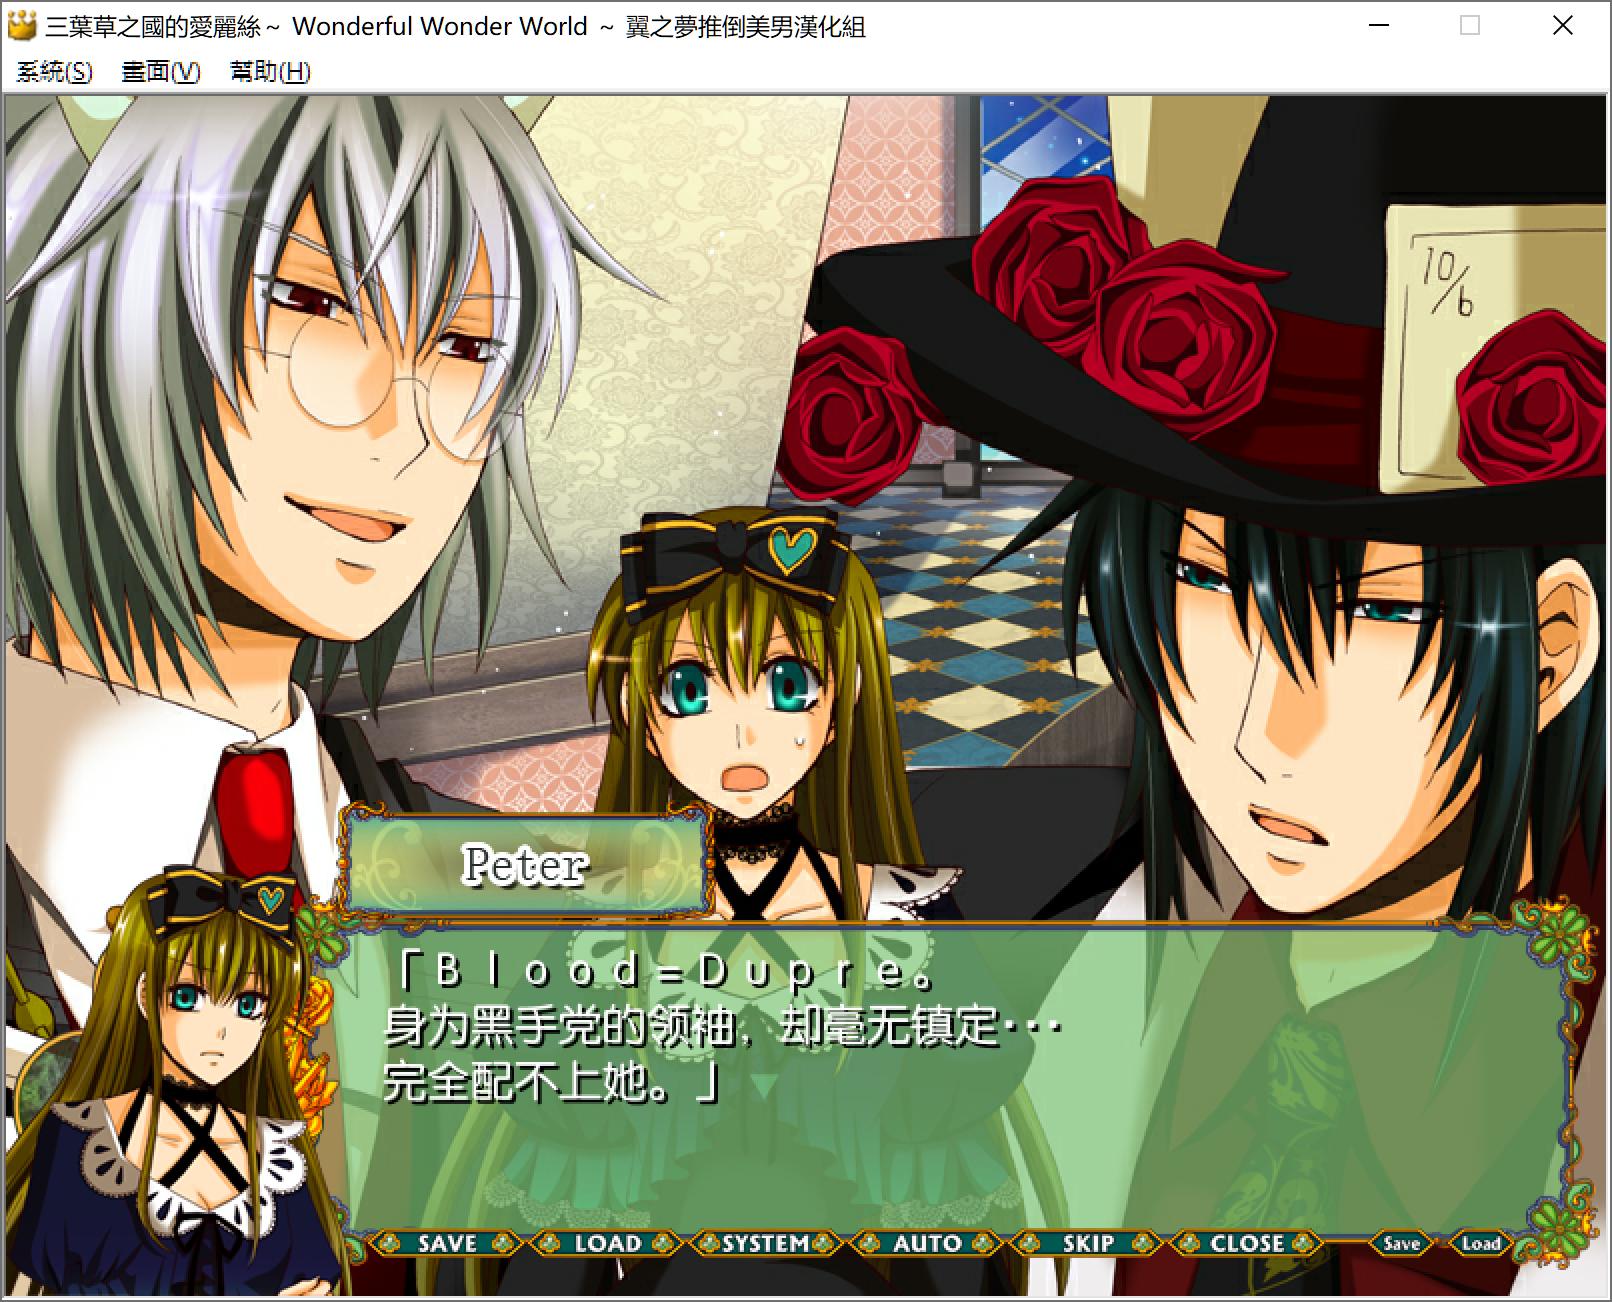 三葉草之國的愛麗絲～ Wonderful Wonder World ～ 翼之夢推倒美男漢化組
系統(S) 畫面(V) 幫助(H)
10/6
Peter
「Ｂｌｏｏｄ＝Ｄｕｐｒｅ。
身为黑手党的领袖，却毫无镇定···
完全配不上她。」
SAVE LOAD SYSTEM AUTO SKIP CLOSE Save Load